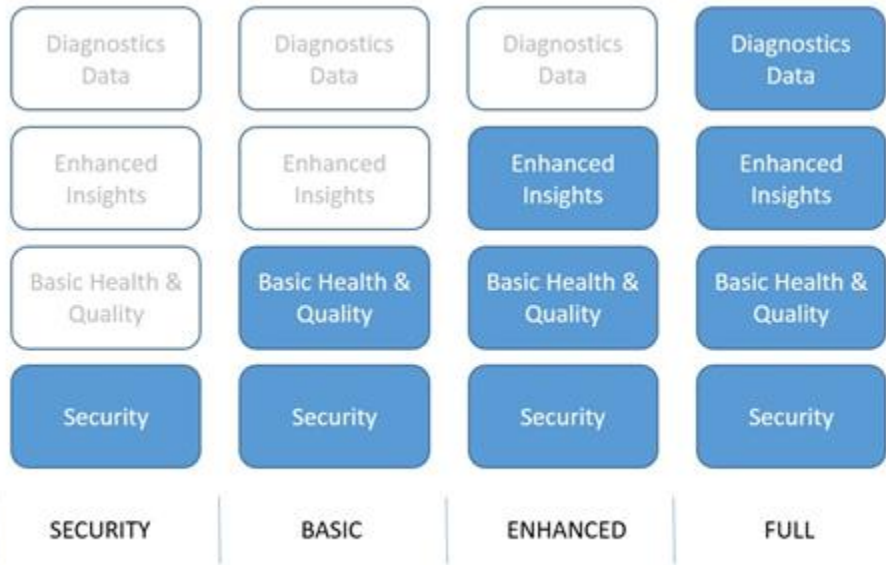 Diagnostics
Data
Diagnostics
Data
Diagnostics
Data
Diagnostics
Data
Enhanced
Insights
Enhanced
Insights
Enhanced
Insights
Enhanced
Insights
Basic Health &
Quality
Basic Health &
Quality
Basic Health &
Quality
Basic Health &
Quality
Security
Security
Security
Security
SECURITY
BASIC
ENHANCED
FULL